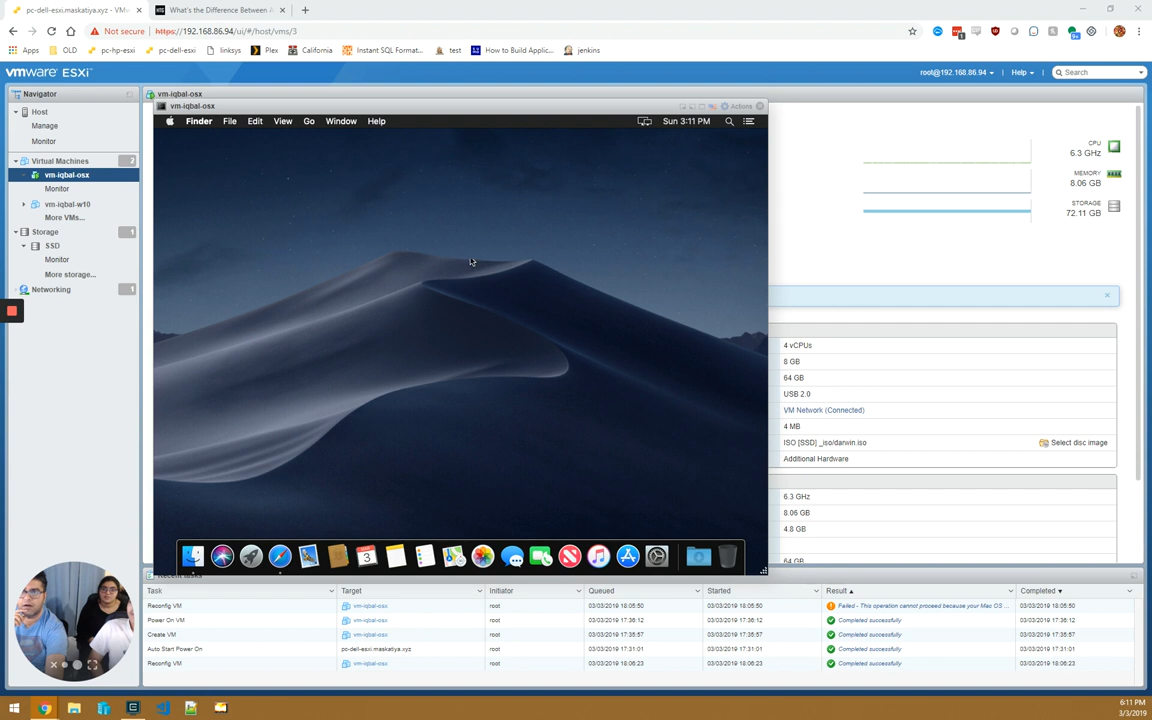 pc-dell-esxi.maskatiya.xyz - VMw
What's the Difference Between A
Not secure
https://192.168.86.94/ui/#/host/vms/3
Apps
OLD
pc-hp-esxi
pc-dell-esxi
linksys
Plex
California
Instant SQL Format...
test
How to Build Applic...
jenkins
vmware ESXi
root@192.168.86.94
Help
Search
Navigator
vm-iqbal-osx
Host
Manage
Monitor
Virtual Machines 2
vm-iqbal-osx
Monitor
vm-iqbal-w10
More VMs...
Storage 1
SSD
Monitor
More storage...
Networking 1
vm-iqbal-osx
Actions
Finder File Edit View Go Window Help
Sun 3:11 PM
CPU
6.3 GHz
MEMORY
8.06 GB
STORAGE
72.11 GB
4 vCPUs
8 GB
64 GB
USB 2.0
VM Network (Connected)
4 MB
ISO [SSD] _iso/darwin.iso
Select disc image
Additional Hardware
6.3 GHz
8.06 GB
4.8 GB
64 GB
3
Recent tasks
Task Target Initiator Queued Started Result Completed
Reconfig VM vm-iqbal-osx root 03/03/2019 18:05:50 03/03/2019 18:05:50 Failed - This operation cannot proceed because your Mac OS ... 03/03/2019 18:05:50
Power On VM vm-iqbal-osx root 03/03/2019 17:36:12 03/03/2019 17:36:12 Completed successfully 03/03/2019 17:36:12
Create VM vm-iqbal-osx root 03/03/2019 17:35:57 03/03/2019 17:35:57 Completed successfully 03/03/2019 17:35:57
Auto Start Power On pc-dell-esxi.maskatiya.xyz root 03/03/2019 17:31:01 03/03/2019 17:31:01 Completed successfully 03/03/2019 17:31:01
Reconfig VM vm-iqbal-osx root 03/03/2019 18:06:23 03/03/2019 18:06:23 Completed successfully 03/03/2019 18:06:23
6:11 PM
3/3/2019